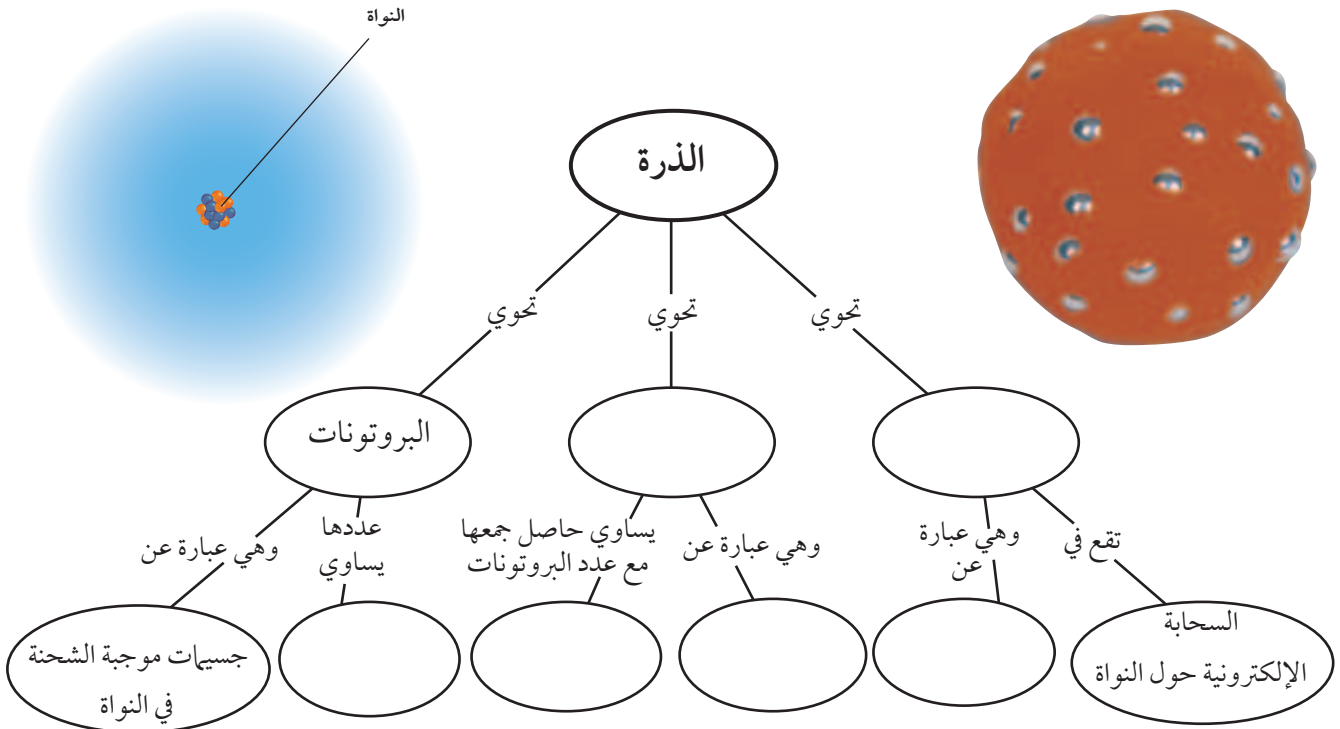 النواة
الذرة
تحوي
تحوي
تحوي
البروتونات
تقع في
وهي عبارة
عن
وهي عبارة عن
يساوي حاصل جمعها
مع عدد البروتونات
عددها
يساوي
وهي عبارة عن
السحابة
الإلكترونية حول النواة
جسيمات موجبة الشحنة
في النواة